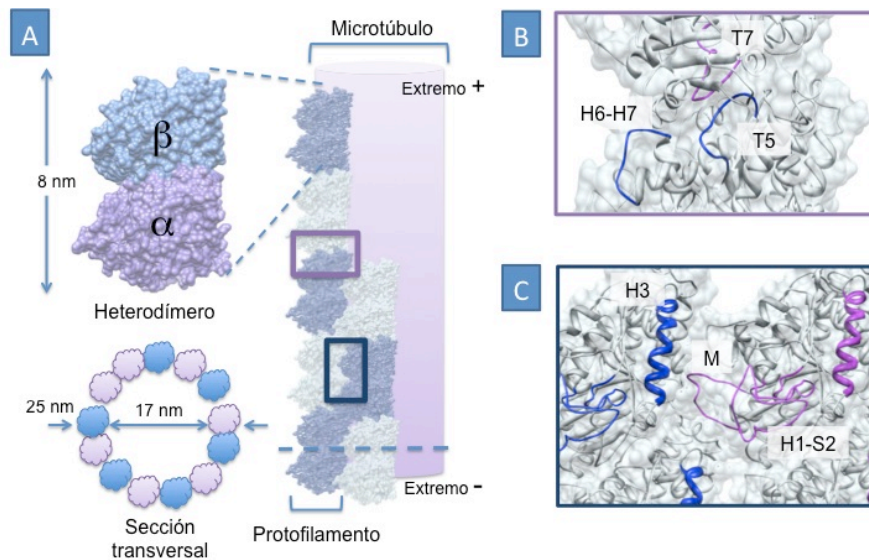 A
Microtúbulo
Extremo +
β
8 nm
α
Heterodímero
25 nm
17 nm
Sección
transversal
Protofilamento
Extremo -
B
T7
H6-H7
T5
C
H3
M
H1-S2